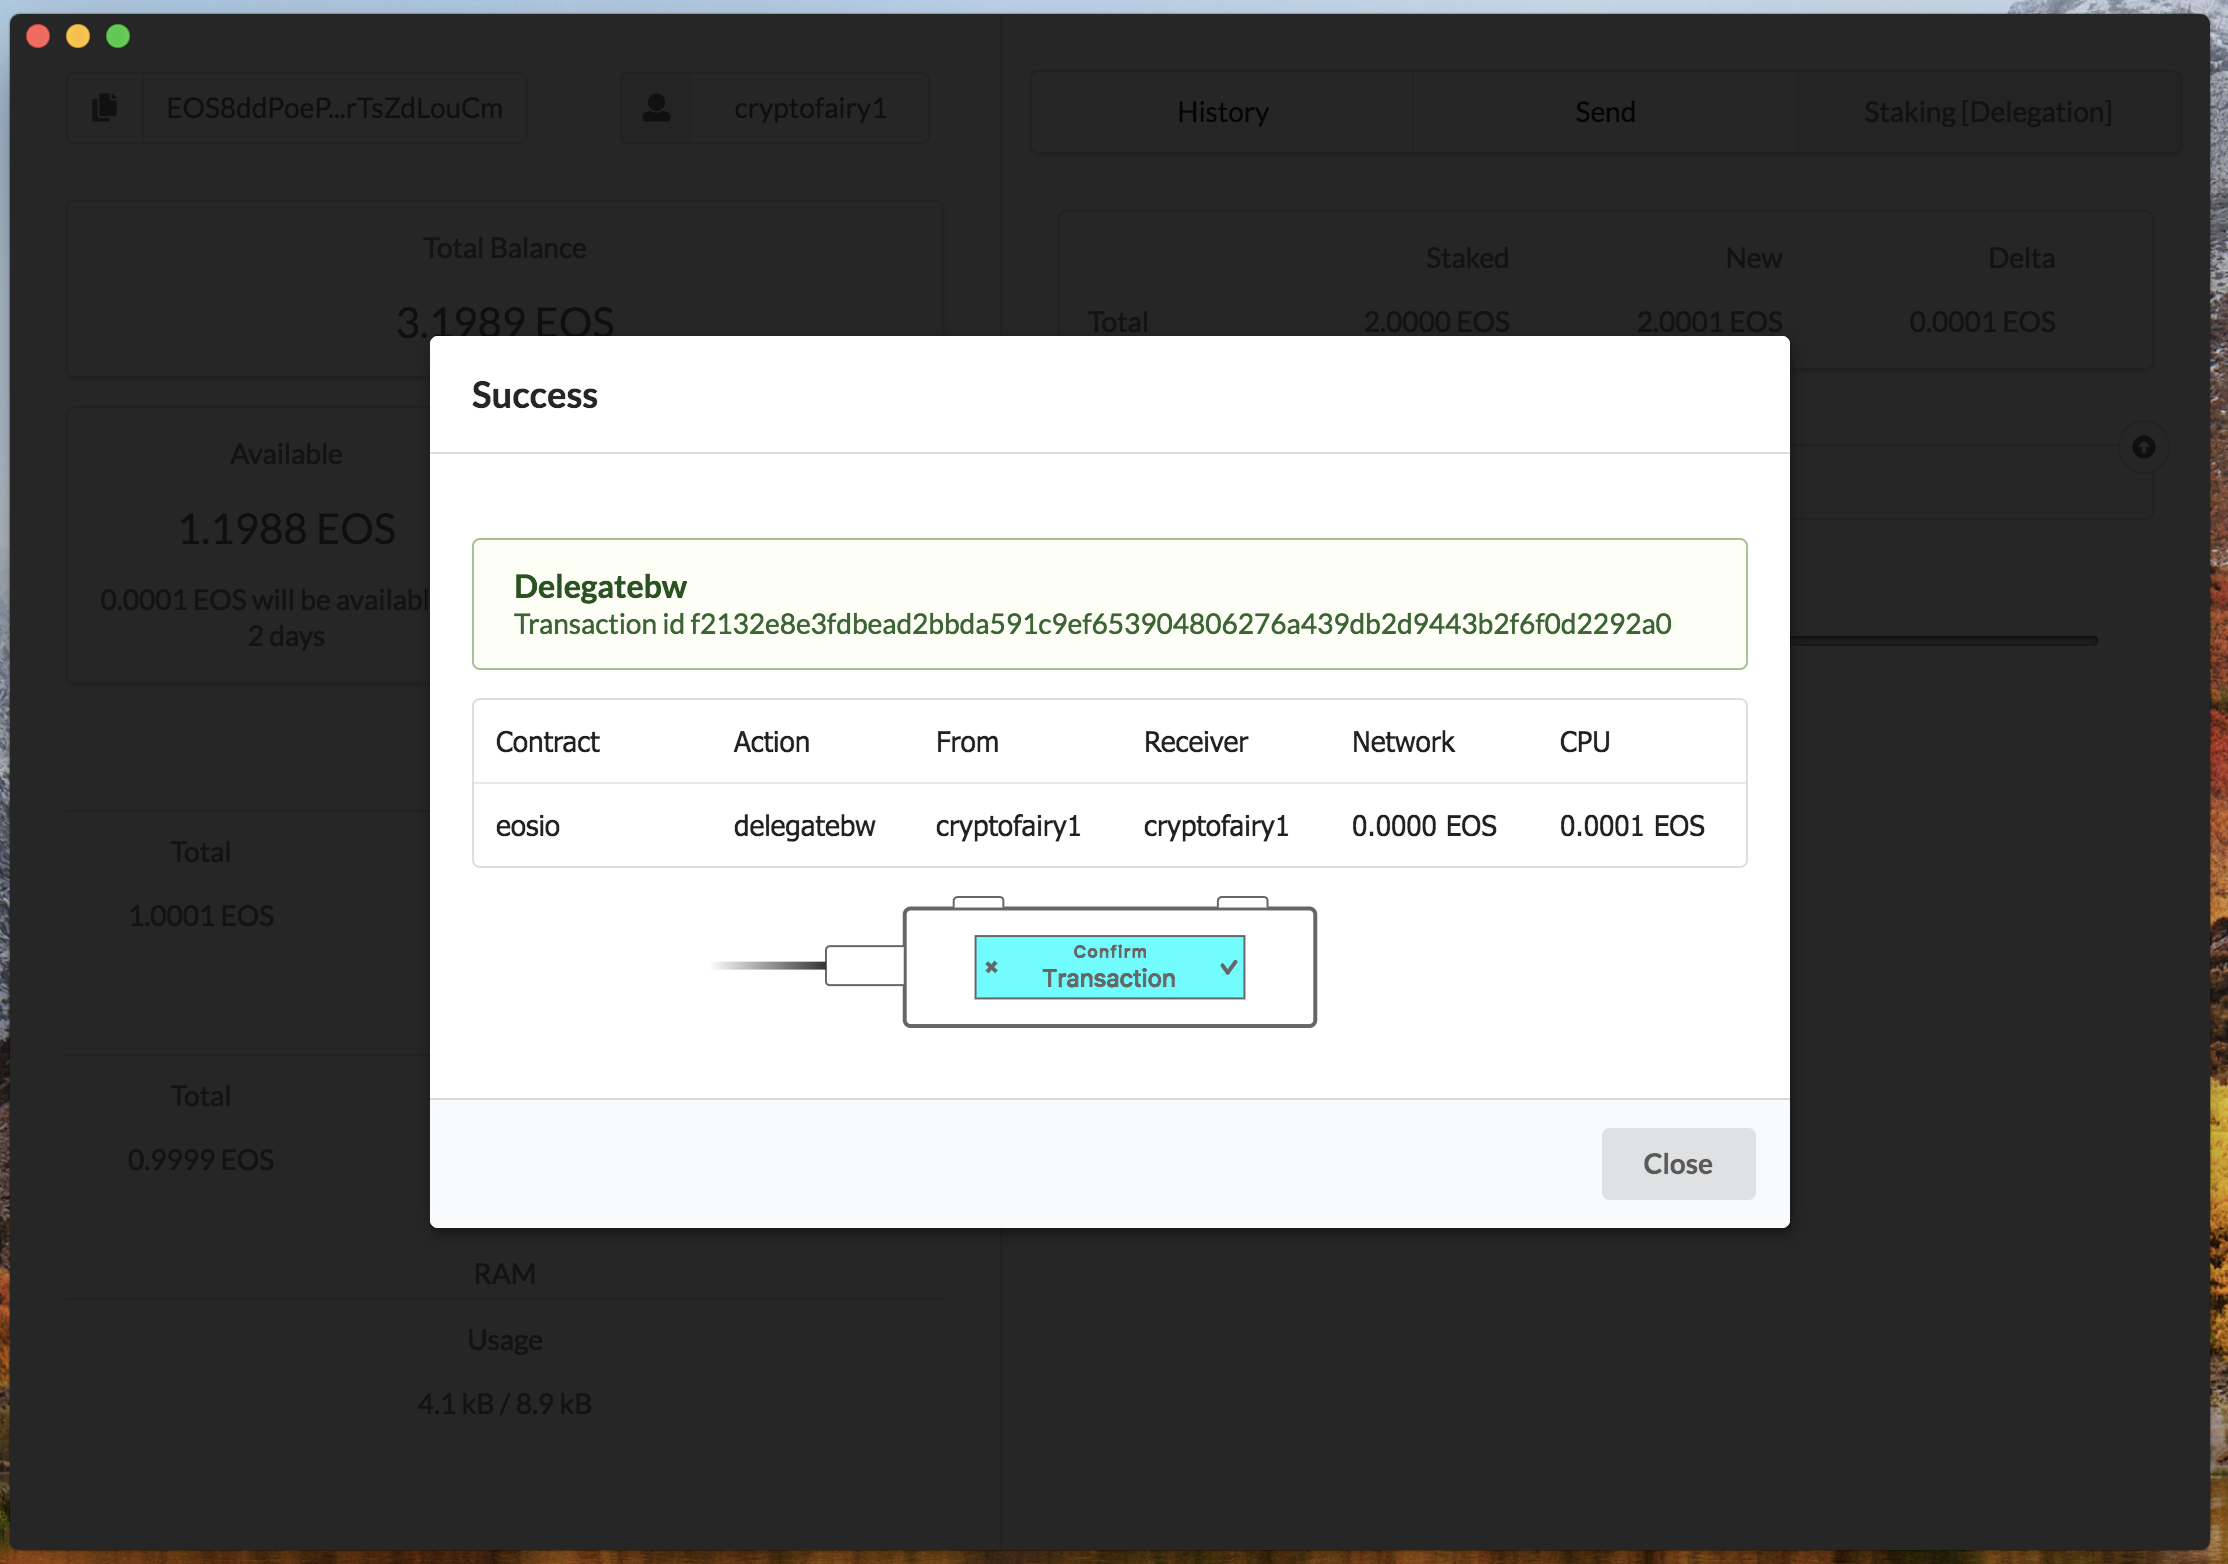 EOS8ddPoeP...rTsZdLouCm
cryptofairy1
History
Send
Staking [Delegation]
Total Balance
3.1989 EOS
Staked New Delta
Total 2.0000 EOS 2.0001 EOS 0.0001 EOS
Available
1.1988 EOS
0.0001 EOS will be
2 days
Total
1.0001 EOS
Total
0.9999 EOS
RAM
Usage
4.1 kB / 8.9 kB
Success
Delegatebw
Transaction id f2132e8e3fdbead2bbda591c9ef653904806276a439db2d9443b2f6f0d2292a0
Contract Action From Receiver Network CPU
eosio delegatebw cryptofairy1 cryptofairy1 0.0000 EOS 0.0001 EOS
Confirm
Transaction
Close